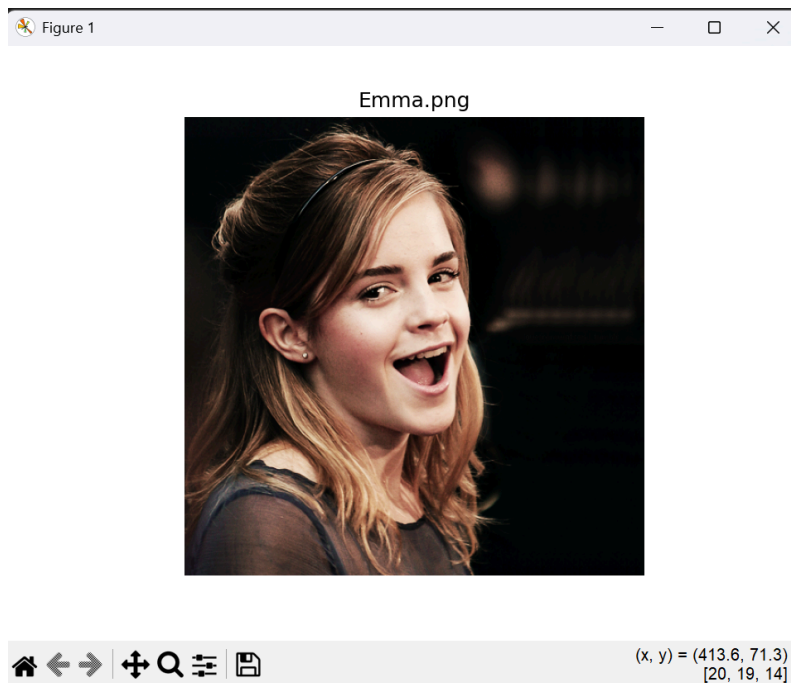 Figure 1
Emma.png
(x, y) = (413.6, 71.3)
[20, 19, 14]